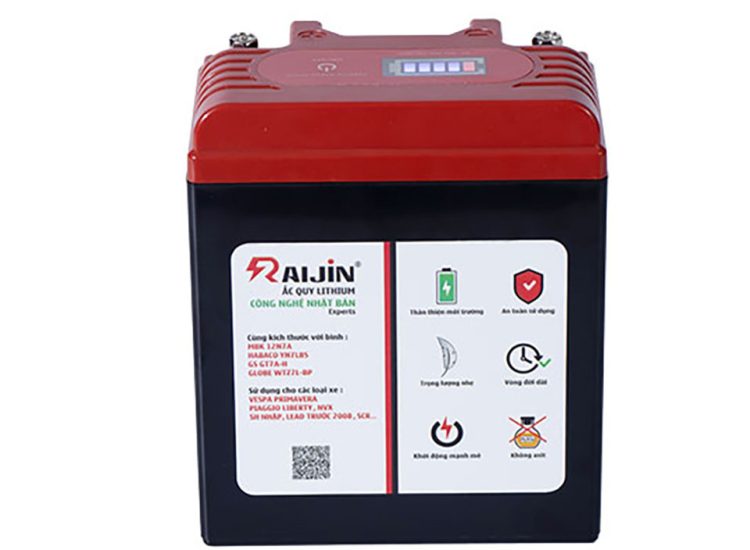 RAIJIN®
ẮC QUY LITHIUM
CÔNG NGHỆ NHẬT BẢN
Experts
Cùng kích thước với bình :
MBK 12N7A
HABACO YN7LBS
GS GT7A-H
GLOBE WTZ7L-BP
Sử dụng cho các loại xe :
VESPA PRIMAVERA
PIAGGIO LIBERTY, NVX
SH NHẬP, LEAD TRƯỚC 2008, SCR...
Thân thiện môi trường
An toàn sử dụng
Trọng lượng nhẹ
Vòng đời dài
Khởi động mạnh mẽ
Không axit